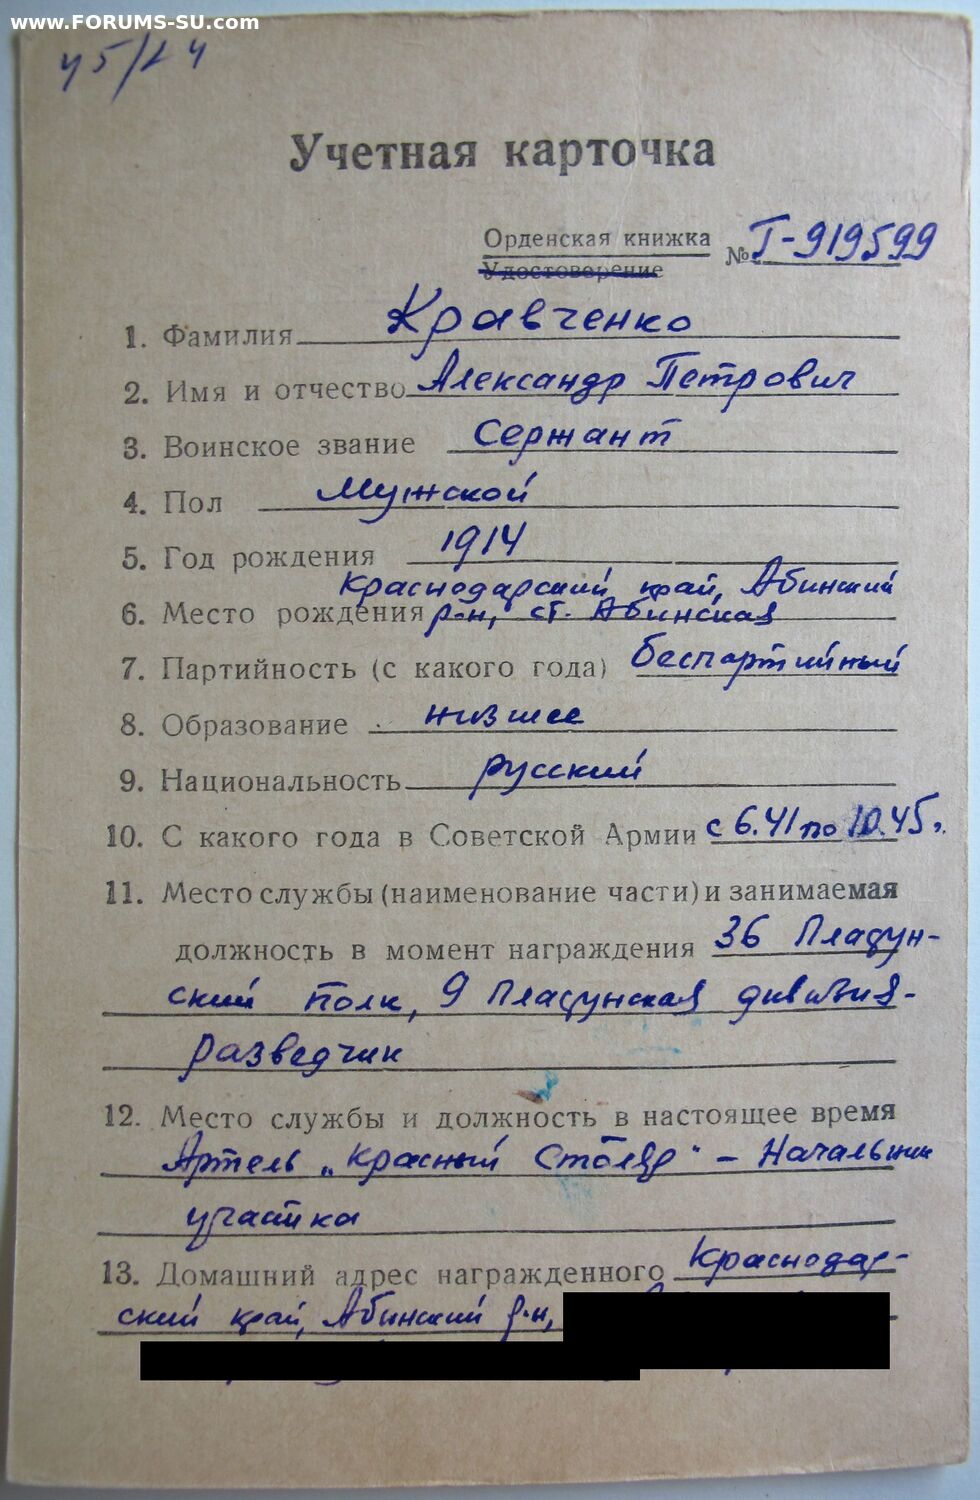 www.FORUMS-SU.com
45/14
Учетная карточка
Орденская книжка
Удостоверение
№ Г-919599
1. Фамилия Кравченко
2. Имя и отчество Александр Петрович
3. Воинское звание Сержант
4. Пол Мужской
5. Год рождения 1914
Краснодарский край, Абинский
6. Место рождения р-н, ст. Абинская
7. Партийность (с какого года) беспартийный
8. Образование низшее
9. Национальность русский
10. С какого года в Советской Армии с 6.41 по 10.45г.
11. Место службы (наименование части) и занимаемая
должность в момент награждения 36 Пладун-
ский полк, 9 Пладунская дивизия-
разведчик
12. Место службы и должность в настоящее время
Артель „Красный Столяр" - Начальник
участка
13. Домашний адрес награжденного Краснодар-
ский край, Абинский р-н,